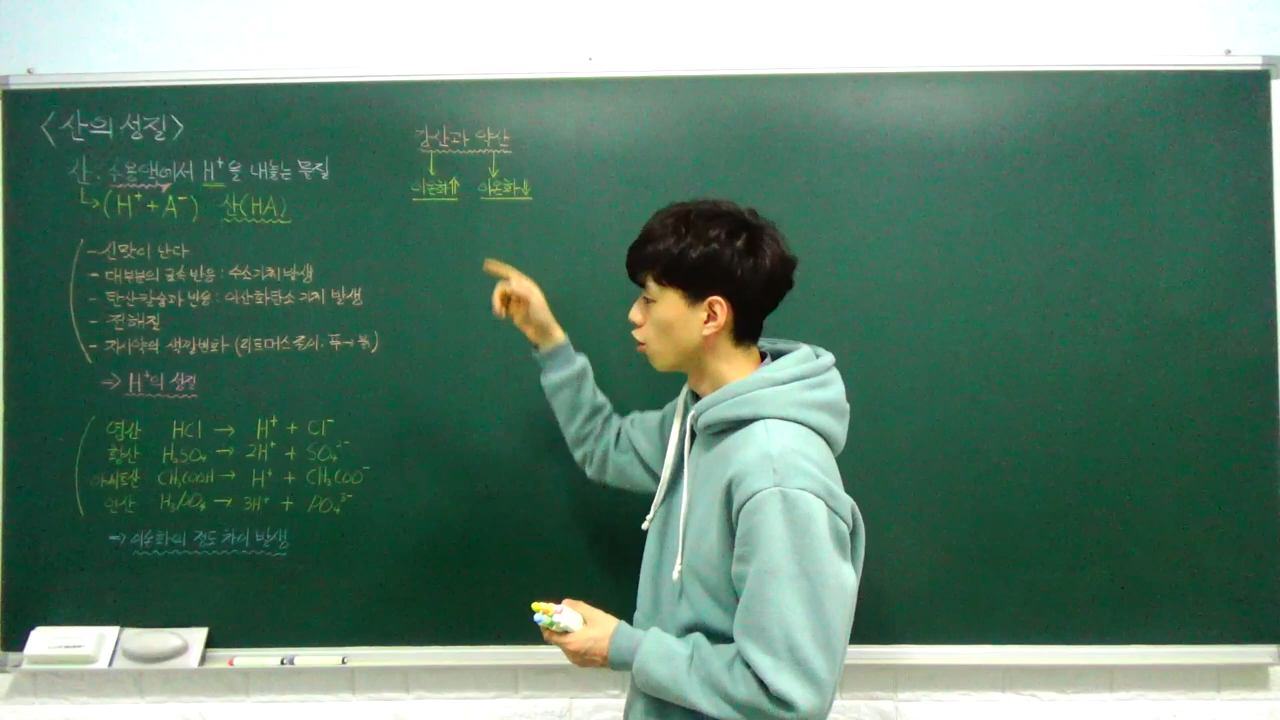 <산의 성질>
산: 수용액에서 H⁺을 내놓는 물질
↳(H⁺+A⁻) 산(HA)
- 신맛이 난다
- 대부분의 금속 반응 : 수소기체 발생
- 탄산칼슘과 반응 : 이산화탄소 기체 발생
- 전해질
- 지시약의 색깔변화 (리트머스 종이. 푸→붉)
→ H⁺의 성질
염산 HCl → H⁺ + Cl⁻
황산 H₂SO₄ → 2H⁺ + SO₄²⁻
아세트산 CH₃COOH → H⁺ + CH₃COO⁻
인산 H₃PO₄ → 3H⁺ + PO₄³⁻
⇒ 이온화의 정도 차이 발생
강산과 약산
↓ ↓
이온화↑ 이온화↓